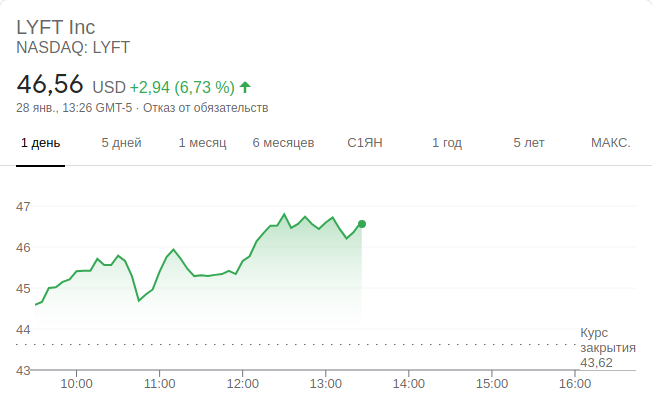 LYFT Inc
NASDAQ: LYFT
46,56 USD +2,94 (6,73 %)
28 янв., 13:26 GMT-5 · Отказ от обязательств
1 день 5 дней 1 месяц 6 месяцев С1ЯН 1 год 5 лет МАКС.
47
46
45
44
Курс
закрытия
43,62
43
10:00 11:00 12:00 13:00 14:00 15:00 16:00